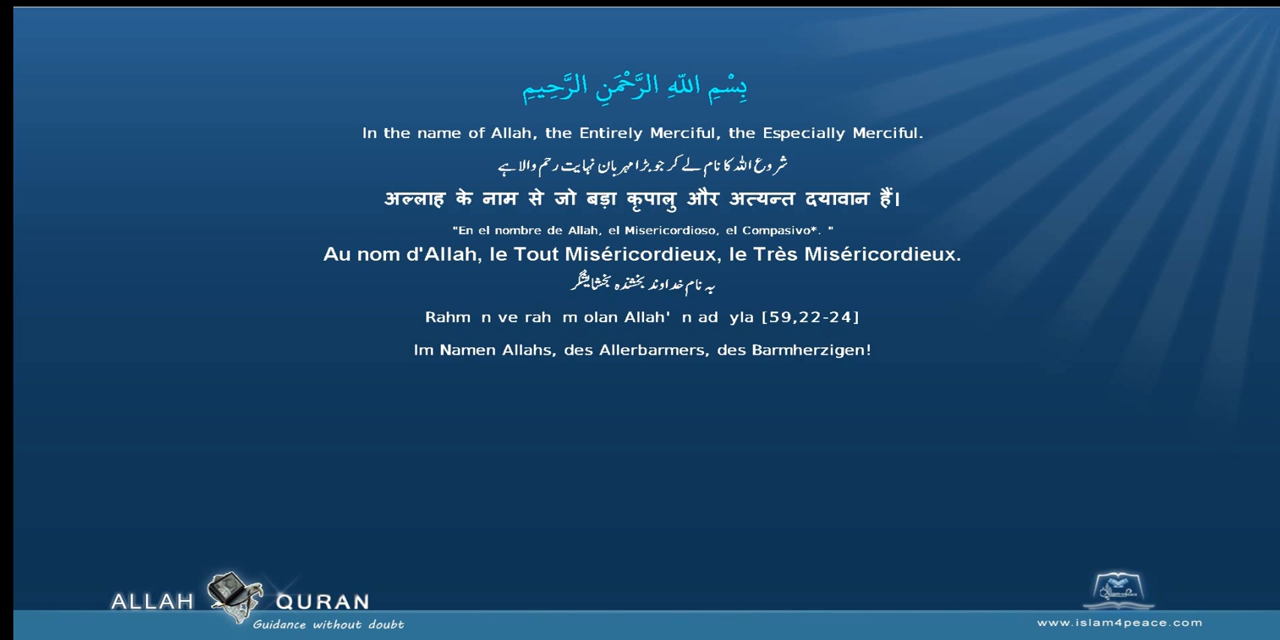 بِسْمِ اللَّهِ الرَّحْمَنِ الرَّحِيمِ
In the name of Allah, the Entirely Merciful, the Especially Merciful.
شروع الله کا نام لے کر جو بڑا مہربان نہایت رحم والا ہے
अल्लाह के नाम से जो बड़ा कृपालु और अत्यन्त दयावान हैं।
"En el nombre de Allah, el Misericordioso, el Compasivo*. "
Au nom d'Allah, le Tout Miséricordieux, le Très Miséricordieux.
به نام خداوند بخشنده بخشایشگر
Rahm n ve rah m olan Allah' n ad yla [59,22-24]
Im Namen Allahs, des Allerbarmers, des Barmherzigen!
ALLAH QURAN
Guidance without doubt
www.islam4peace.com